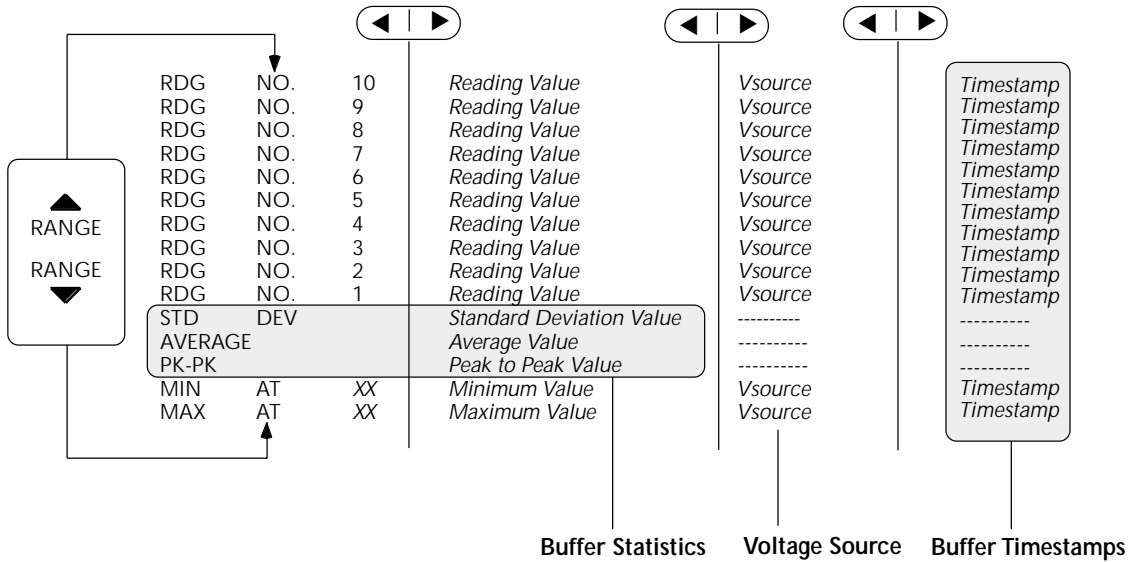 RDG NO. 10 Reading Value Vsource Timestamp
RDG NO. 9 Reading Value Vsource Timestamp
RDG NO. 8 Reading Value Vsource Timestamp
RDG NO. 7 Reading Value Vsource Timestamp
RDG NO. 6 Reading Value Vsource Timestamp
RDG NO. 5 Reading Value Vsource Timestamp
RDG NO. 4 Reading Value Vsource Timestamp
RDG NO. 3 Reading Value Vsource Timestamp
RDG NO. 2 Reading Value Vsource Timestamp
RDG NO. 1 Reading Value Vsource Timestamp
STD DEV Standard Deviation Value ---------- ----------
AVERAGE Average Value ---------- ----------
PK-PK Peak to Peak Value ---------- ----------
MIN AT XX Minimum Value Vsource Timestamp
MAX AT XX Maximum Value Vsource Timestamp
RANGE
RANGE
Buffer Statistics Voltage Source Buffer Timestamps